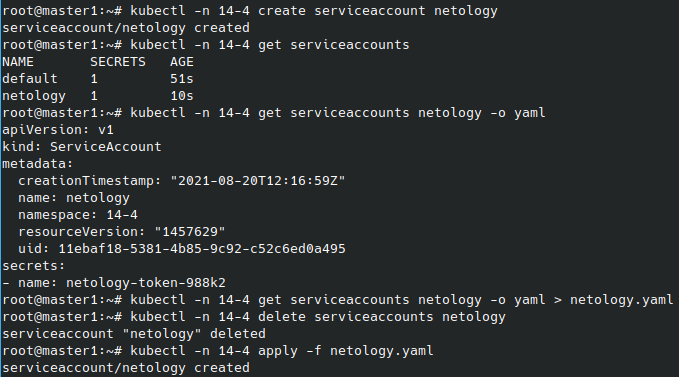 root@master1:~# kubectl -n 14-4 create serviceaccount netology
serviceaccount/netology created
root@master1:~# kubectl -n 14-4 get serviceaccounts
NAME       SECRETS   AGE
default    1         51s
netology   1         10s
root@master1:~# kubectl -n 14-4 get serviceaccounts netology -o yaml
apiVersion: v1
kind: ServiceAccount
metadata:
  creationTimestamp: "2021-08-20T12:16:59Z"
  name: netology
  namespace: 14-4
  resourceVersion: "1457629"
  uid: 11ebaf18-5381-4b85-9c92-c52c6ed0a495
secrets:
- name: netology-token-988k2
root@master1:~# kubectl -n 14-4 get serviceaccounts netology -o yaml > netology.yaml
root@master1:~# kubectl -n 14-4 delete serviceaccounts netology
serviceaccount "netology" deleted
root@master1:~# kubectl -n 14-4 apply -f netology.yaml
serviceaccount/netology created